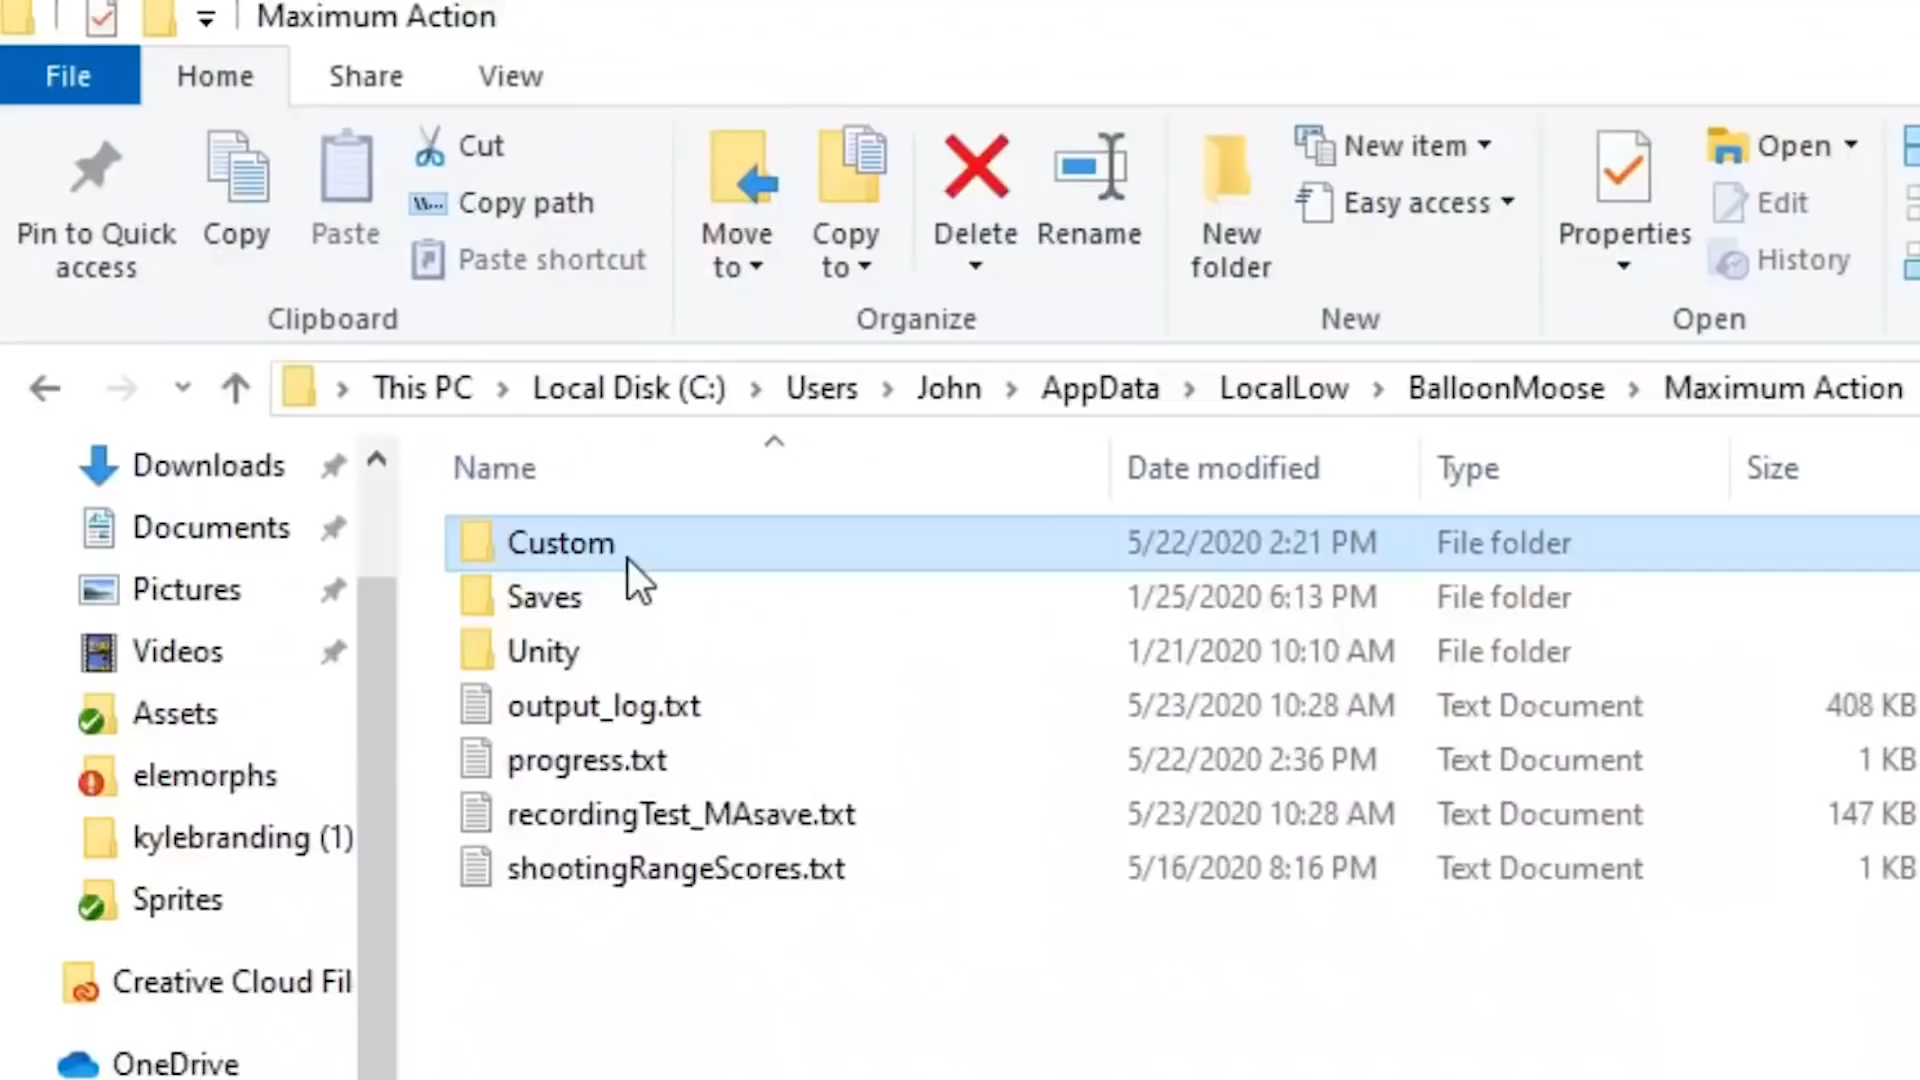 Maximum Action
File Home Share View
Pin to Quick access
Copy
Paste
Cut
Copy path
Paste shortcut
Clipboard
Move to
Copy to
Delete
Rename
Organize
New folder
New item
Easy access
New
Properties
Open
Edit
History
Open
This PC > Local Disk (C:) > Users > John > AppData > LocalLow > BalloonMoose > Maximum Action
Downloads
Documents
Pictures
Videos
Assets
elemorphs
kylebranding (1)
Sprites
Creative Cloud Fil
OneDrive
Name Date modified Type Size
Custom 5/22/2020 2:21 PM File folder
Saves 1/25/2020 6:13 PM File folder
Unity 1/21/2020 10:10 AM File folder
output_log.txt 5/23/2020 10:28 AM Text Document 408 KB
progress.txt 5/22/2020 2:36 PM Text Document 1 KB
recordingTest_MAsave.txt 5/23/2020 10:28 AM Text Document 147 KB
shootingRangeScores.txt 5/16/2020 8:16 PM Text Document 1 KB